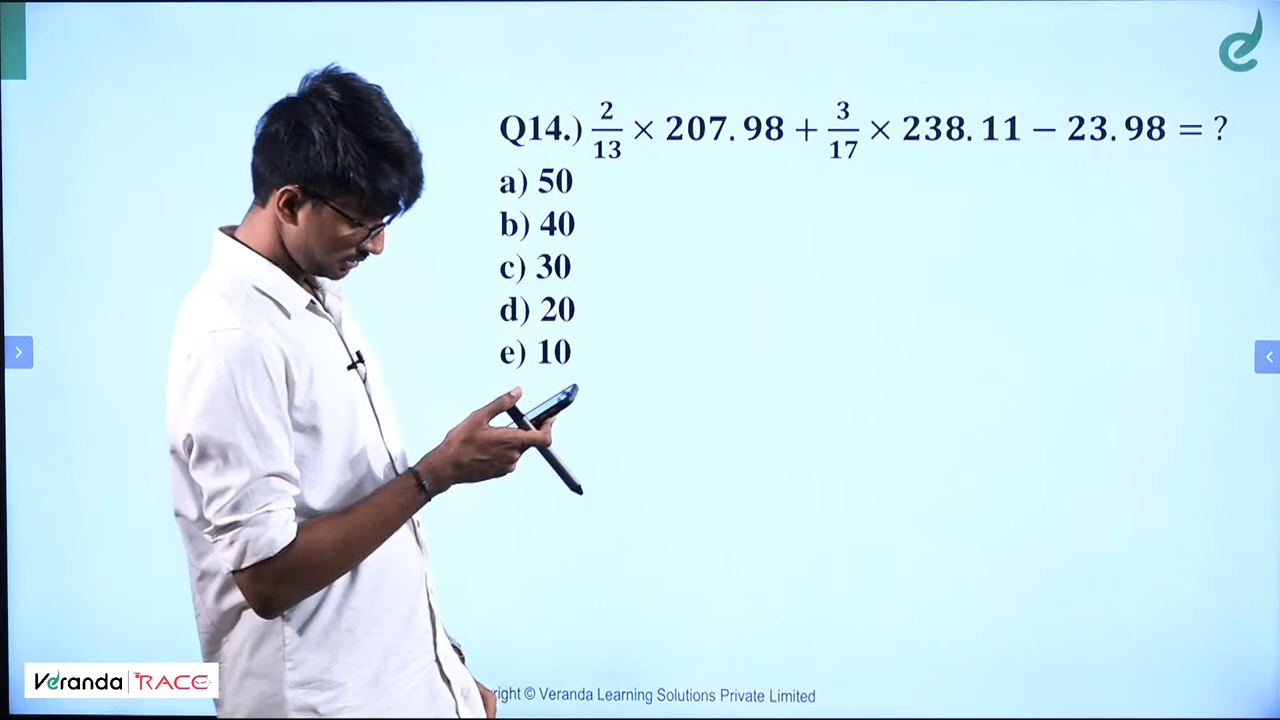 Q14.) 2/13 × 207.98 + 3/17 × 238.11 − 23.98 = ?
a) 50
b) 40
c) 30
d) 20
e) 10
Veranda RACE
right © Veranda Learning Solutions Private Limited